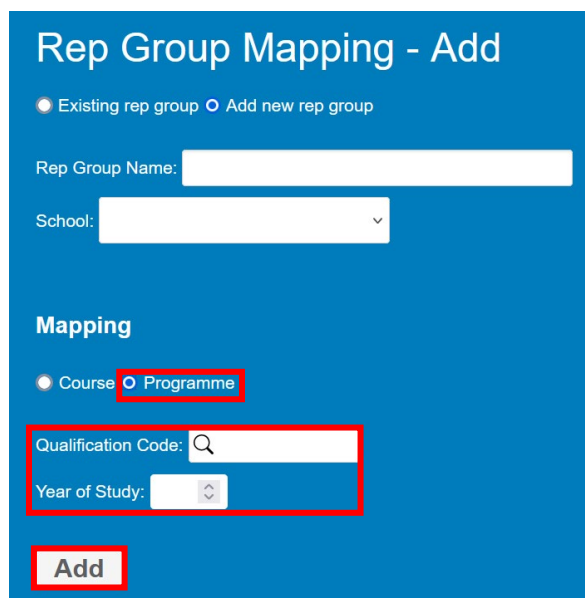 Rep Group Mapping - Add
Existing rep group Add new rep group
Rep Group Name:
School:
Mapping
Course Programme
Qualification Code:
Year of Study:
Add